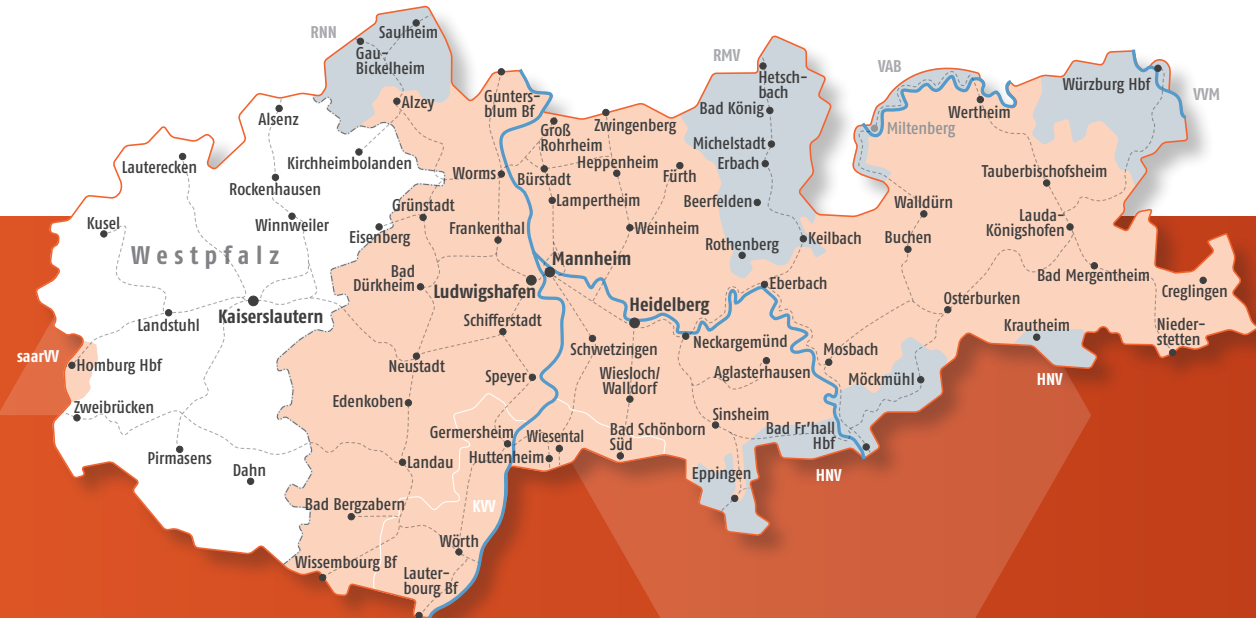 RNN
Saulheim
Gau–
Bickelheim
Alzey
Alsenz
Kirchheimbolanden
Lauterecken
Rockenhausen
Kusel
Winnweiler
Westpfalz
Eisenberg
Grünstadt
Landstuhl
Kaiserslautern
saarVV
Homburg Hbf
Zweibrücken
Pirmasens
Dahn
Gunters–
blum Bf
Groß
Rohrheim
Zwingenberg
Worms
Bürstadt
Heppenheim
Fürth
Lampertheim
Frankenthal
Weinheim
Bad
Dürkheim
Mannheim
Ludwigshafen
Heidelberg
Schifferstadt
Schwetzingen
Neckargemünd
Neustadt
Speyer
Wiesloch/
Walldorf
Aglasterhausen
Edenkoben
Germersheim
Wiesental
Huttenheim
Bad Schönborn
Süd
Sinsheim
Bad Fr'hall
Hbf
Landau
Eppingen
HNV
Bad Bergzabern
KVV
Wörth
Wissembourg Bf
Lauter–
bourg Bf
RMV
Hetsch–
bach
Bad König
Michelstadt
Erbach
Beerfelden
Rothenberg
Keilbach
Eberbach
Mosbach
Möckmühl
VAB
Miltenberg
Wertheim
Würzburg Hbf
VVM
Tauberbischofsheim
Walldürn
Lauda–
Königshofen
Buchen
Bad Mergentheim
Creglingen
Osterburken
Krautheim
Nieder–
stetten
HNV